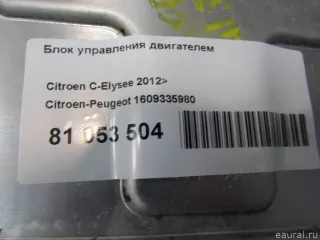 Блок управления двигателем
Citroen C-Elysee 2012>
Citroen-Peugeot 1609335980
81 053 504
eaural.ru